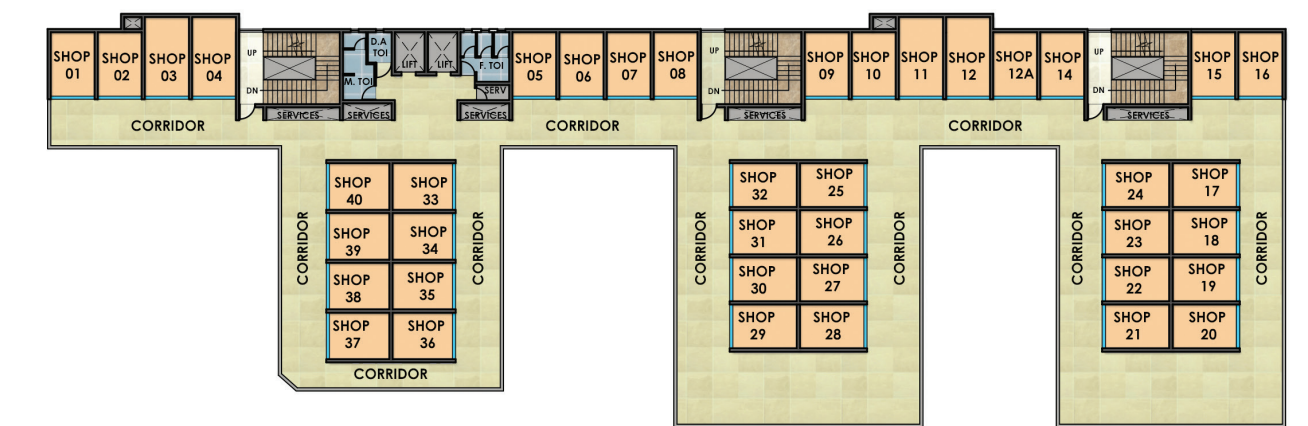 SHOP
01
SHOP
02
SHOP
03
SHOP
04
UP
DN
D.A
TOI
M. TOI
LIFT
LIFT
F. TOI
SERV
SHOP
05
SHOP
06
SHOP
07
SHOP
08
UP
DN
SHOP
09
SHOP
10
SHOP
11
SHOP
12
SHOP
12A
SHOP
14
UP
DN
SHOP
15
SHOP
16
SERVICES
SERVICES
SERVICES
SERVICES
SERVICES
CORRIDOR
CORRIDOR
CORRIDOR
CORRIDOR
SHOP
40
SHOP
33
SHOP
39
SHOP
34
SHOP
38
SHOP
35
SHOP
37
SHOP
36
CORRIDOR
CORRIDOR
CORRIDOR
SHOP
32
SHOP
25
SHOP
31
SHOP
26
SHOP
30
SHOP
27
SHOP
29
SHOP
28
CORRIDOR
CORRIDOR
SHOP
24
SHOP
17
SHOP
23
SHOP
18
SHOP
22
SHOP
19
SHOP
21
SHOP
20
CORRIDOR